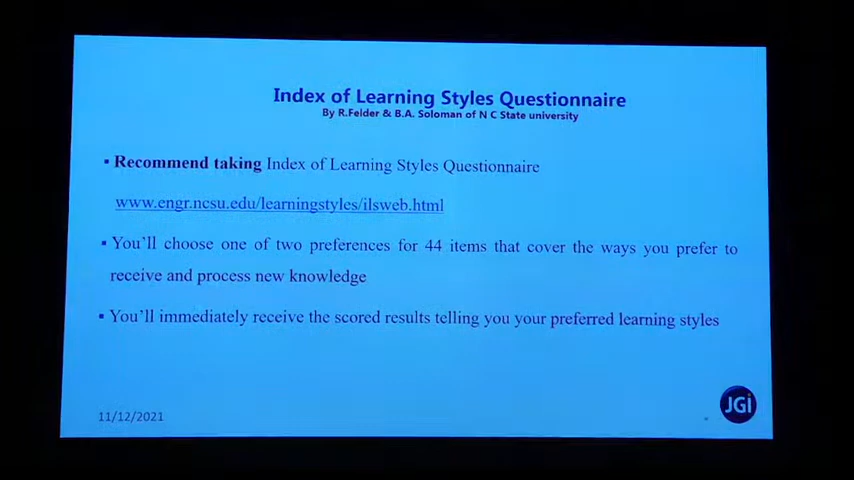 Index of Learning Styles Questionnaire
By R.Felder & B.A. Soloman of N C State university
▪ Recommend taking Index of Learning Styles Questionnaire
www.engr.ncsu.edu/learningstyles/ilsweb.html
▪ You'll choose one of two preferences for 44 items that cover the ways you prefer to
receive and process new knowledge
▪ You'll immediately receive the scored results telling you your preferred learning styles
11/12/2021
JGi